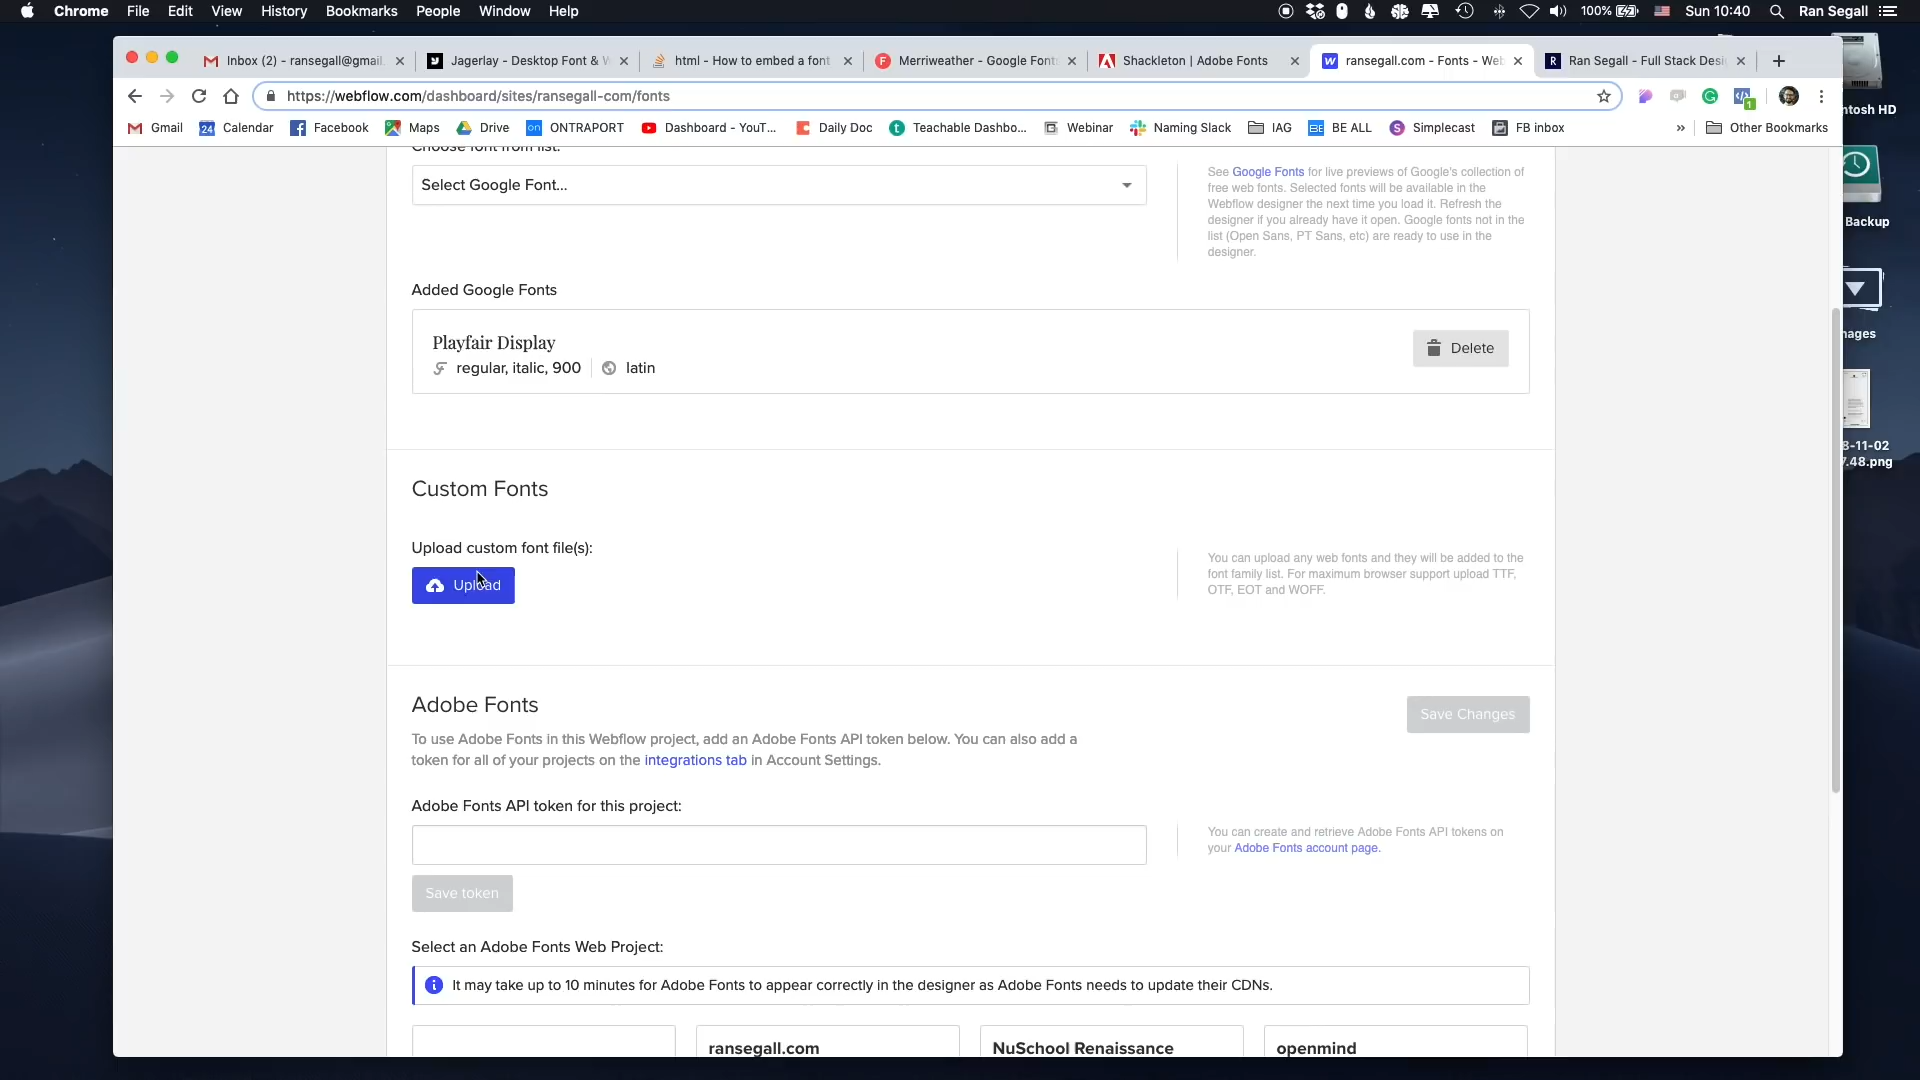 Chrome File Edit View History Bookmarks People Window Help 100% Sun 10:40 Ran Segall
Inbox (2) - ransegall@gmail. Jagerlay - Desktop Font & W html - How to embed a font Merriweather - Google Fonts Shackleton | Adobe Fonts ransegall.com - Fonts - Web Ran Segall - Full Stack Desi
https://webflow.com/dashboard/sites/ransegall-com/fonts
Gmail Calendar Facebook Maps Drive ONTRAPORT Dashboard - YouT... Daily Doc Teachable Dashbo... Webinar Naming Slack IAG BE ALL Simplecast FB inbox » Other Bookmarks
ntosh HD
Backup
8-11-02
7.48.png
Choose font from list:
Select Google Font...
See Google Fonts for live previews of Google's collection of
free web fonts. Selected fonts will be available in the
Webflow designer the next time you load it. Refresh the
designer if you already have it open. Google fonts not in the
list (Open Sans, PT Sans, etc) are ready to use in the
designer.
Added Google Fonts
Playfair Display
regular, italic, 900 latin
Delete
Custom Fonts
Upload custom font file(s):
Upload
You can upload any web fonts and they will be added to the
font family list. For maximum browser support upload TTF,
OTF, EOT and WOFF.
Adobe Fonts
Save Changes
To use Adobe Fonts in this Webflow project, add an Adobe Fonts API token below. You can also add a
token for all of your projects on the integrations tab in Account Settings.
Adobe Fonts API token for this project:
You can create and retrieve Adobe Fonts API tokens on
your Adobe Fonts account page.
Save token
Select an Adobe Fonts Web Project:
It may take up to 10 minutes for Adobe Fonts to appear correctly in the designer as Adobe Fonts needs to update their CDNs.
ransegall.com NuSchool Renaissance openmind